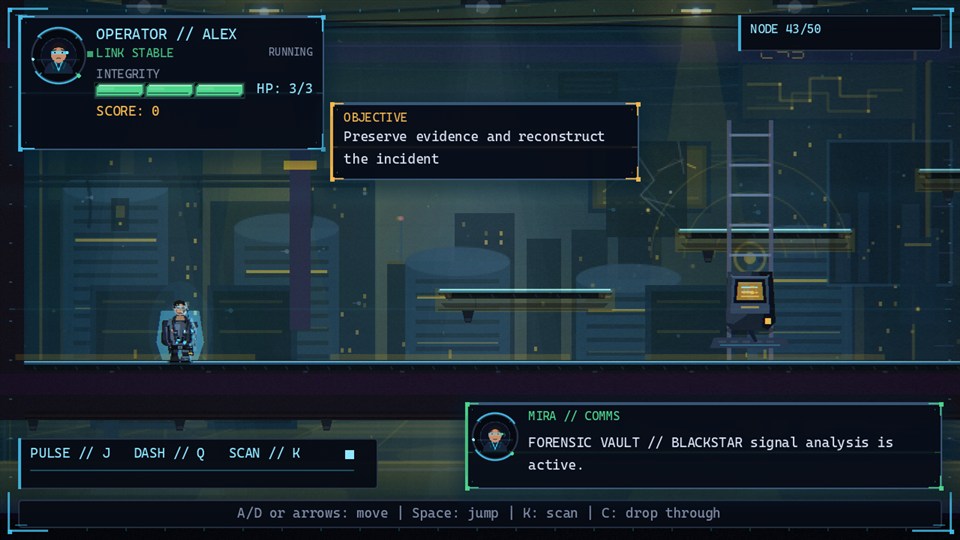 OPERATOR // ALEX
LINK STABLE
RUNNING
INTEGRITY
HP: 3/3
SCORE: 0
NODE 43/50
OBJECTIVE
Preserve evidence and reconstruct
the incident
MIRA // COMMS
FORENSIC VAULT // BLACKSTAR signal analysis is
active.
PULSE // J DASH // Q SCAN // K
A/D or arrows: move | Space: jump | K: scan | C: drop through